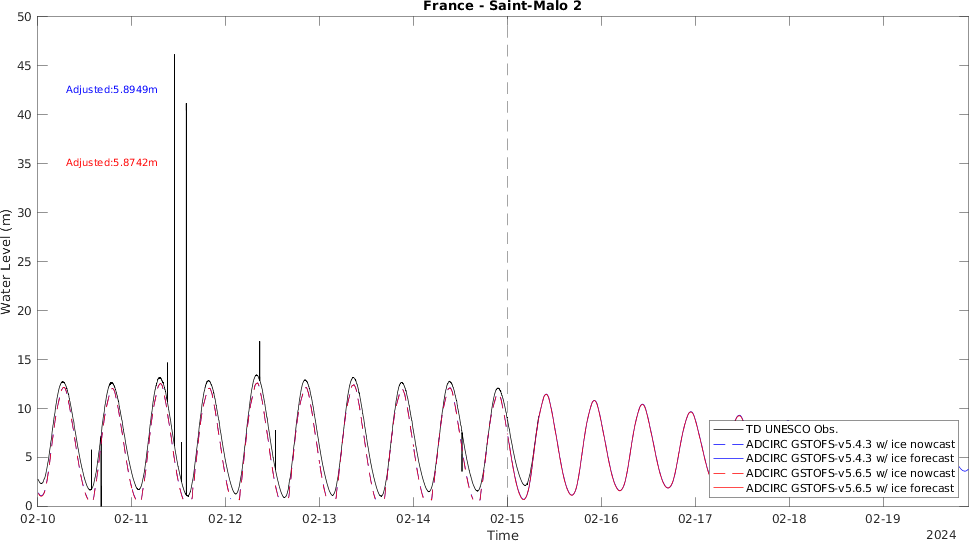 France - Saint-Malo 2
50
45
40
35
30
25
20
15
10
5
0
Water Level (m)
Adjusted:5.8949m
Adjusted:5.8742m
TD UNESCO Obs.
ADCIRC GSTOFS-v5.4.3 w/ ice nowcast
ADCIRC GSTOFS-v5.4.3 w/ ice forecast
ADCIRC GSTOFS-v5.6.5 w/ ice nowcast
ADCIRC GSTOFS-v5.6.5 w/ ice forecast
02-10 02-11 02-12 02-13 02-14 02-15 02-16 02-17 02-18 02-19
Time
2024